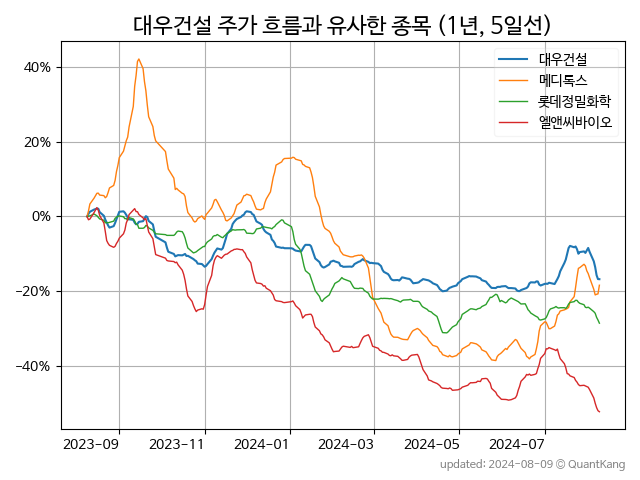 대우건설 주가 흐름과 유사한 종목 (1년, 5일선)
대우건설
메디톡스
롯데정밀화학
엘앤씨바이오
40%
20%
0%
−20%
−40%
2023-09
2023-11
2024-01
2024-03
2024-05
2024-07
updated: 2024-08-09 © QuantKang